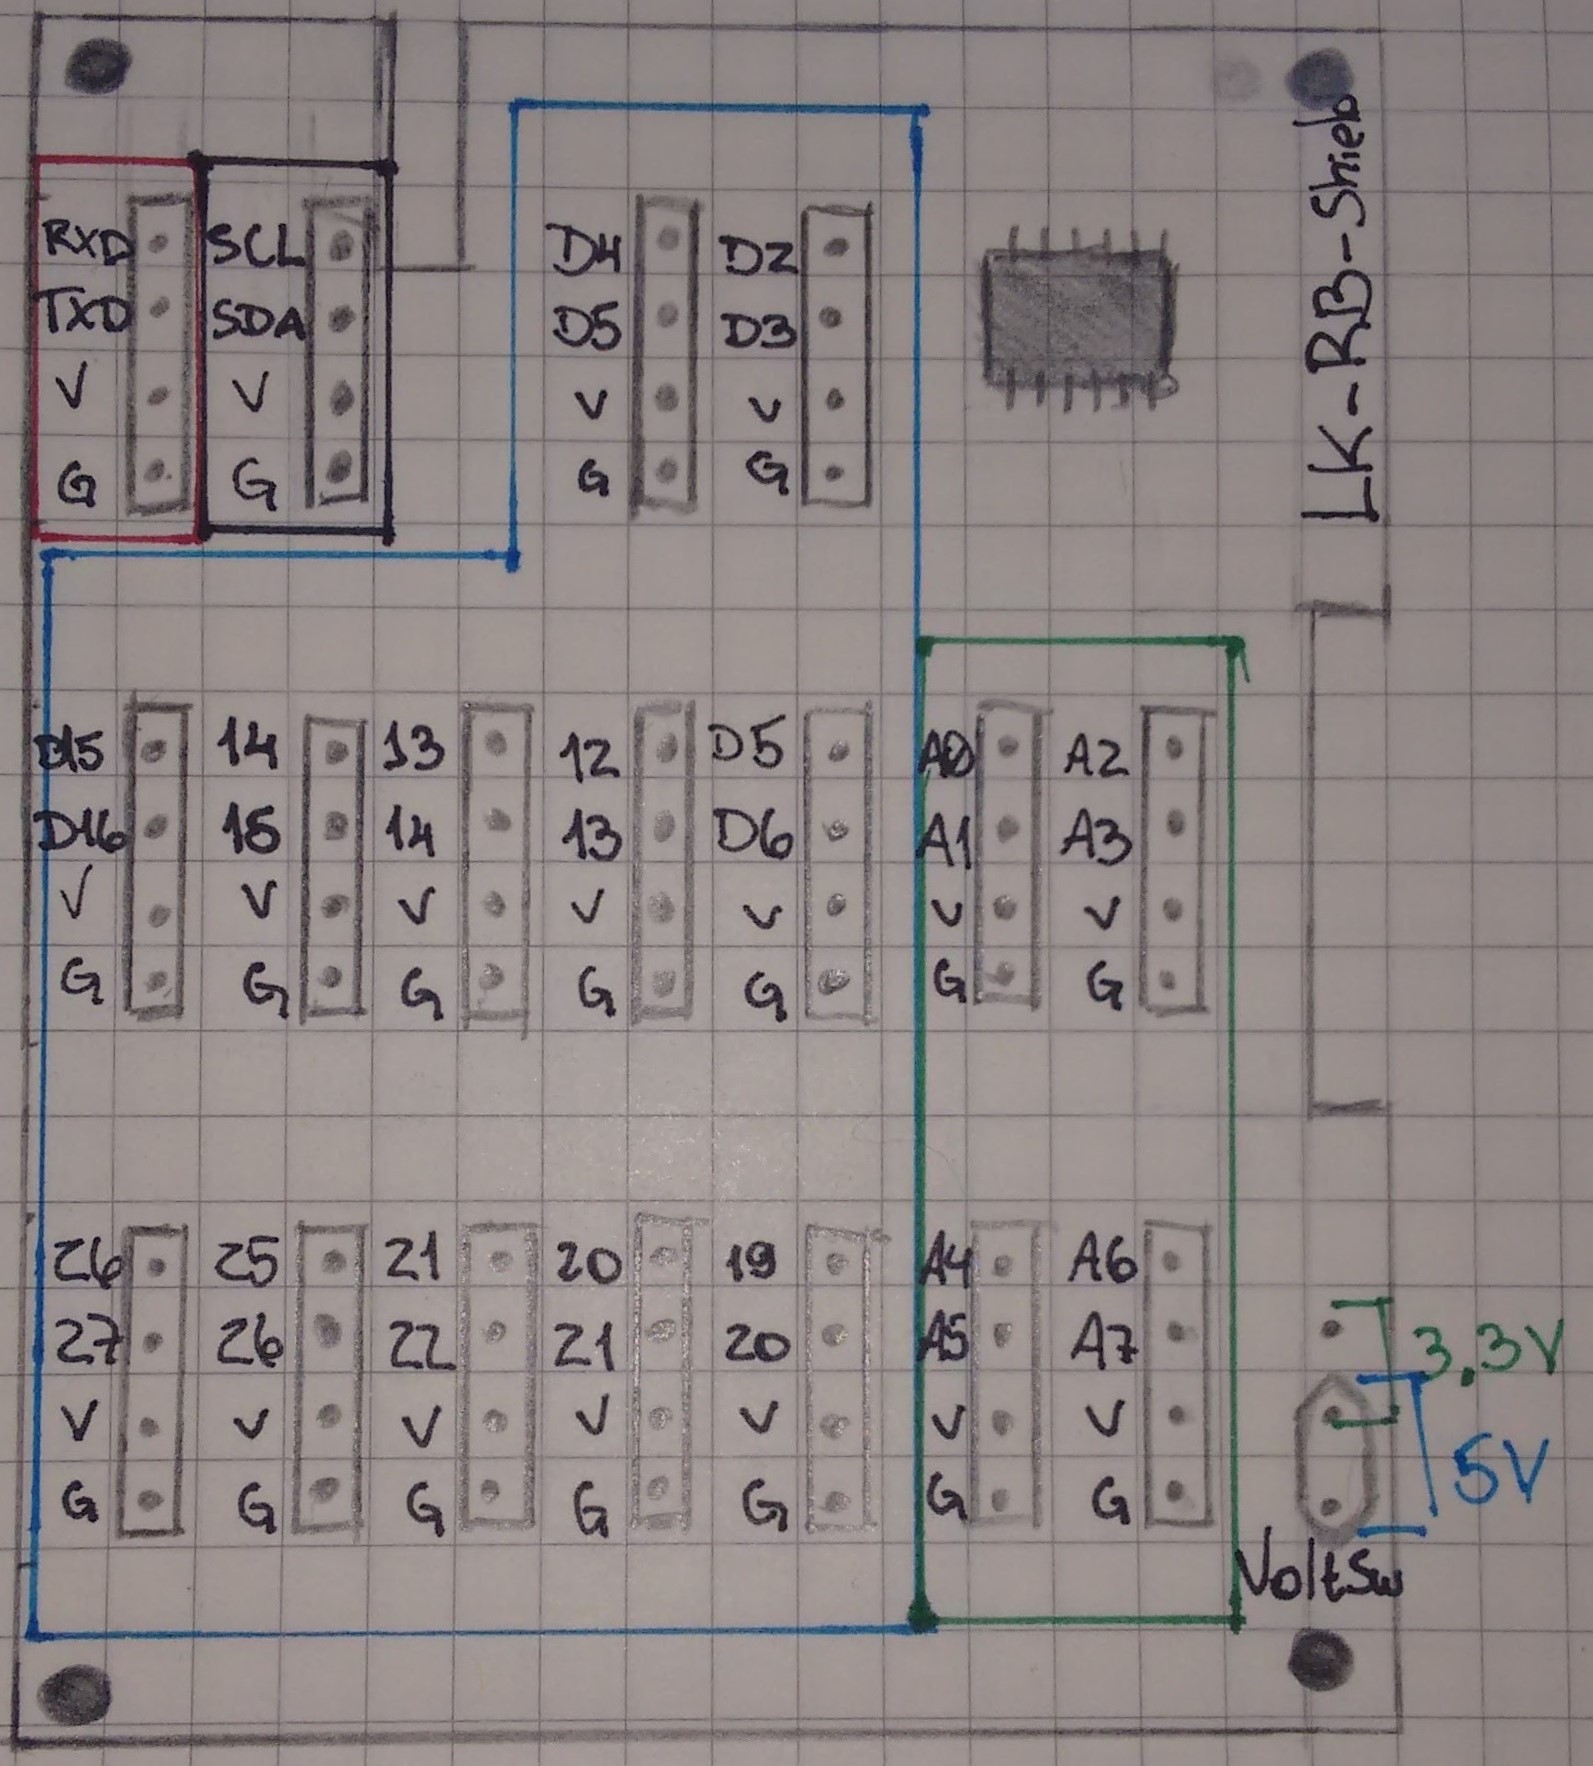 LK-RB-Shield
RXD SCL D4 D2
TXD SDA D5 D3
V V V V
G G G G
D15 14 13 12 D5 A0 A2
D16 15 14 13 D6 A1 A3
V V V V V V V
G G G G G G G
26 25 21 20 19 A4 A6
27 26 22 21 20 A5 A7
V V V V V V V
G G G G G G G
3.3V
5V
VoltSw